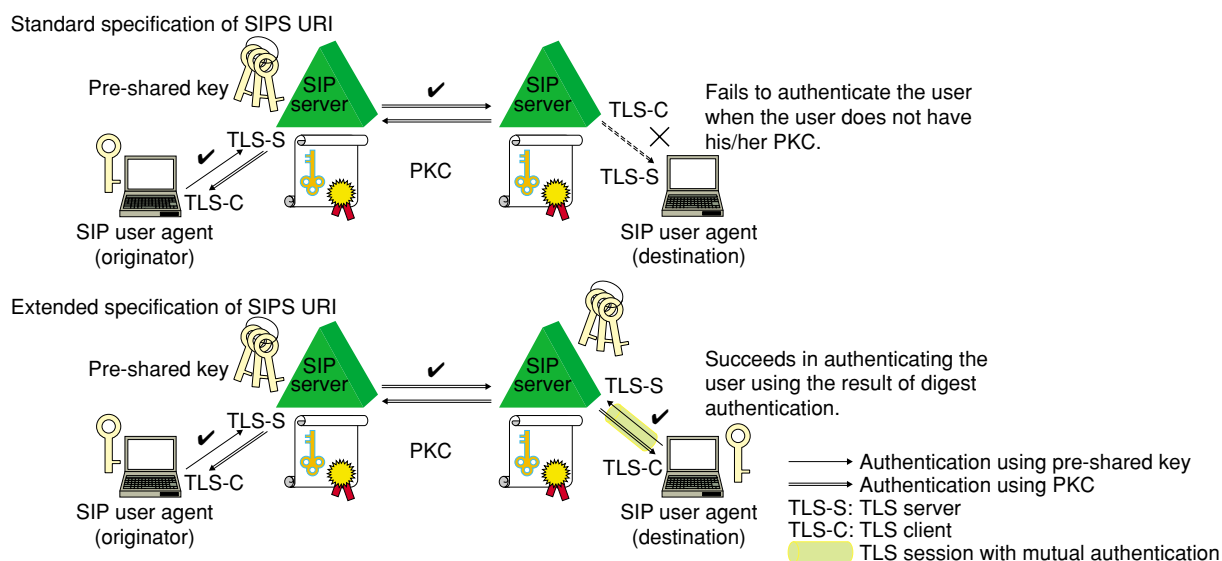 Standard specification of SIPS URI
Pre-shared key
SIP
server
✔
SIP
server
TLS-C
Fails to authenticate the user
when the user does not have
his/her PKC.
TLS-S
✔
TLS-C
PKC
TLS-S
SIP user agent
(originator)
SIP user agent
(destination)
Extended specification of SIPS URI
Pre-shared key
SIP
server
✔
SIP
server
TLS-S
Succeeds in authenticating the
user using the result of digest
authentication.
TLS-S
✔
TLS-C
PKC
✔
TLS-C
SIP user agent
(originator)
SIP user agent
(destination)
Authentication using pre-shared key
Authentication using PKC
TLS-S: TLS server
TLS-C: TLS client
TLS session with mutual authentication